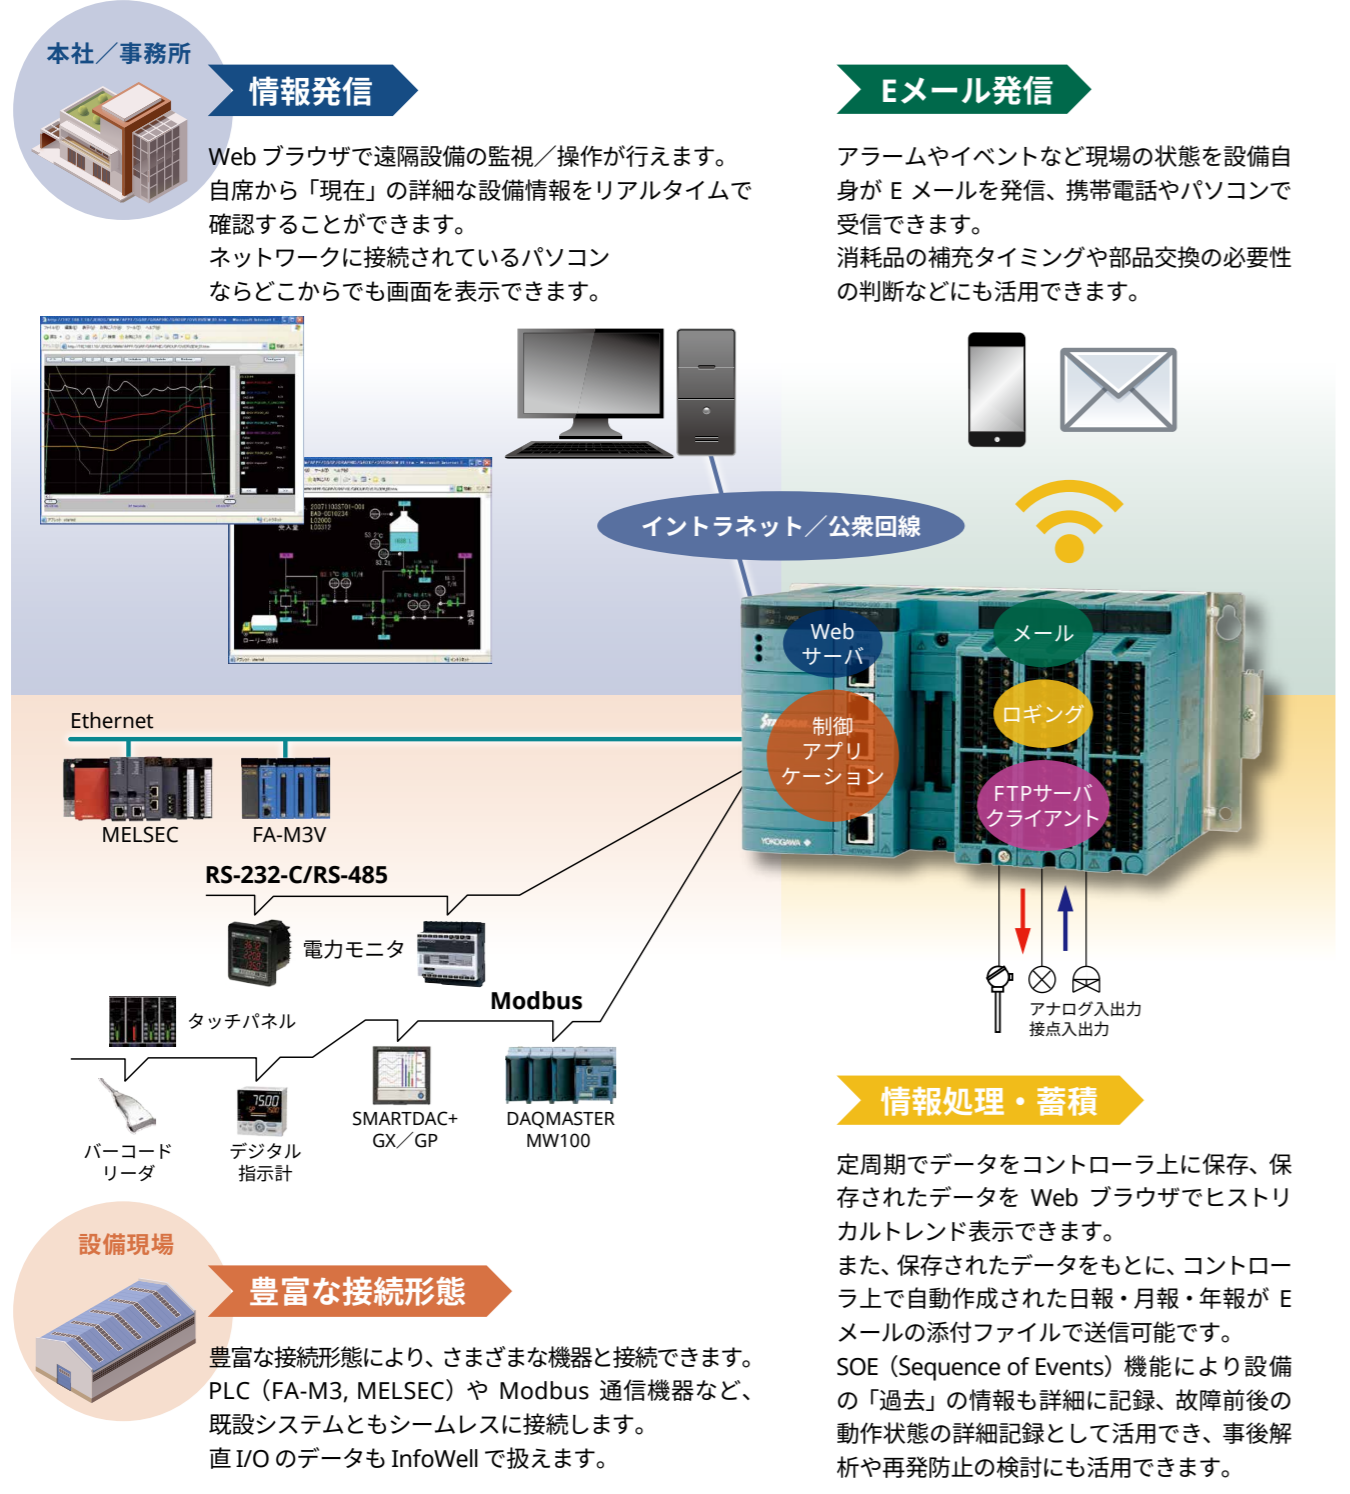 本社／事務所
情報発信
Web ブラウザで遠隔設備の監視／操作が行えます。
自席から「現在」の詳細な設備情報をリアルタイムで
確認することができます。
ネットワークに接続されているパソコン
ならどこからでも画面を表示できます。
Eメール発信
アラームやイベントなど現場の状態を設備自
身が E メールを発信、携帯電話やパソコンで
受信できます。
消耗品の補充タイミングや部品交換の必要性
の判断などにも活用できます。
イントラネット／公衆回線
ローリー原料
Web
サーバ
メール
ロギング
制御
アプリ
ケーション
FTPサーバ
クライアント
YOKOGAWA
Ethernet
MELSEC
FA-M3V
RS-232-C/RS-485
電力モニタ
Modbus
タッチパネル
バーコード
リーダ
7500
デジタル
指示計
SMARTDAC+
GX／GP
DAQMASTER
MW100
アナログ入出力
接点入出力
情報処理・蓄積
定周期でデータをコントローラ上に保存、保
存されたデータを Web ブラウザでヒストリ
カルトレンド表示できます。
また、保存されたデータをもとに、コントロー
ラ上で自動作成された日報・月報・年報が E
メールの添付ファイルで送信可能です。
SOE（Sequence of Events）機能により設備
の「過去」の情報も詳細に記録、故障前後の
動作状態の詳細記録として活用でき、事後解
析や再発防止の検討にも活用できます。
設備現場
豊富な接続形態
豊富な接続形態により、さまざまな機器と接続できます。
PLC（FA-M3, MELSEC）や Modbus 通信機器など、
既設システムともシームレスに接続します。
直 I/O のデータも InfoWell で扱えます。